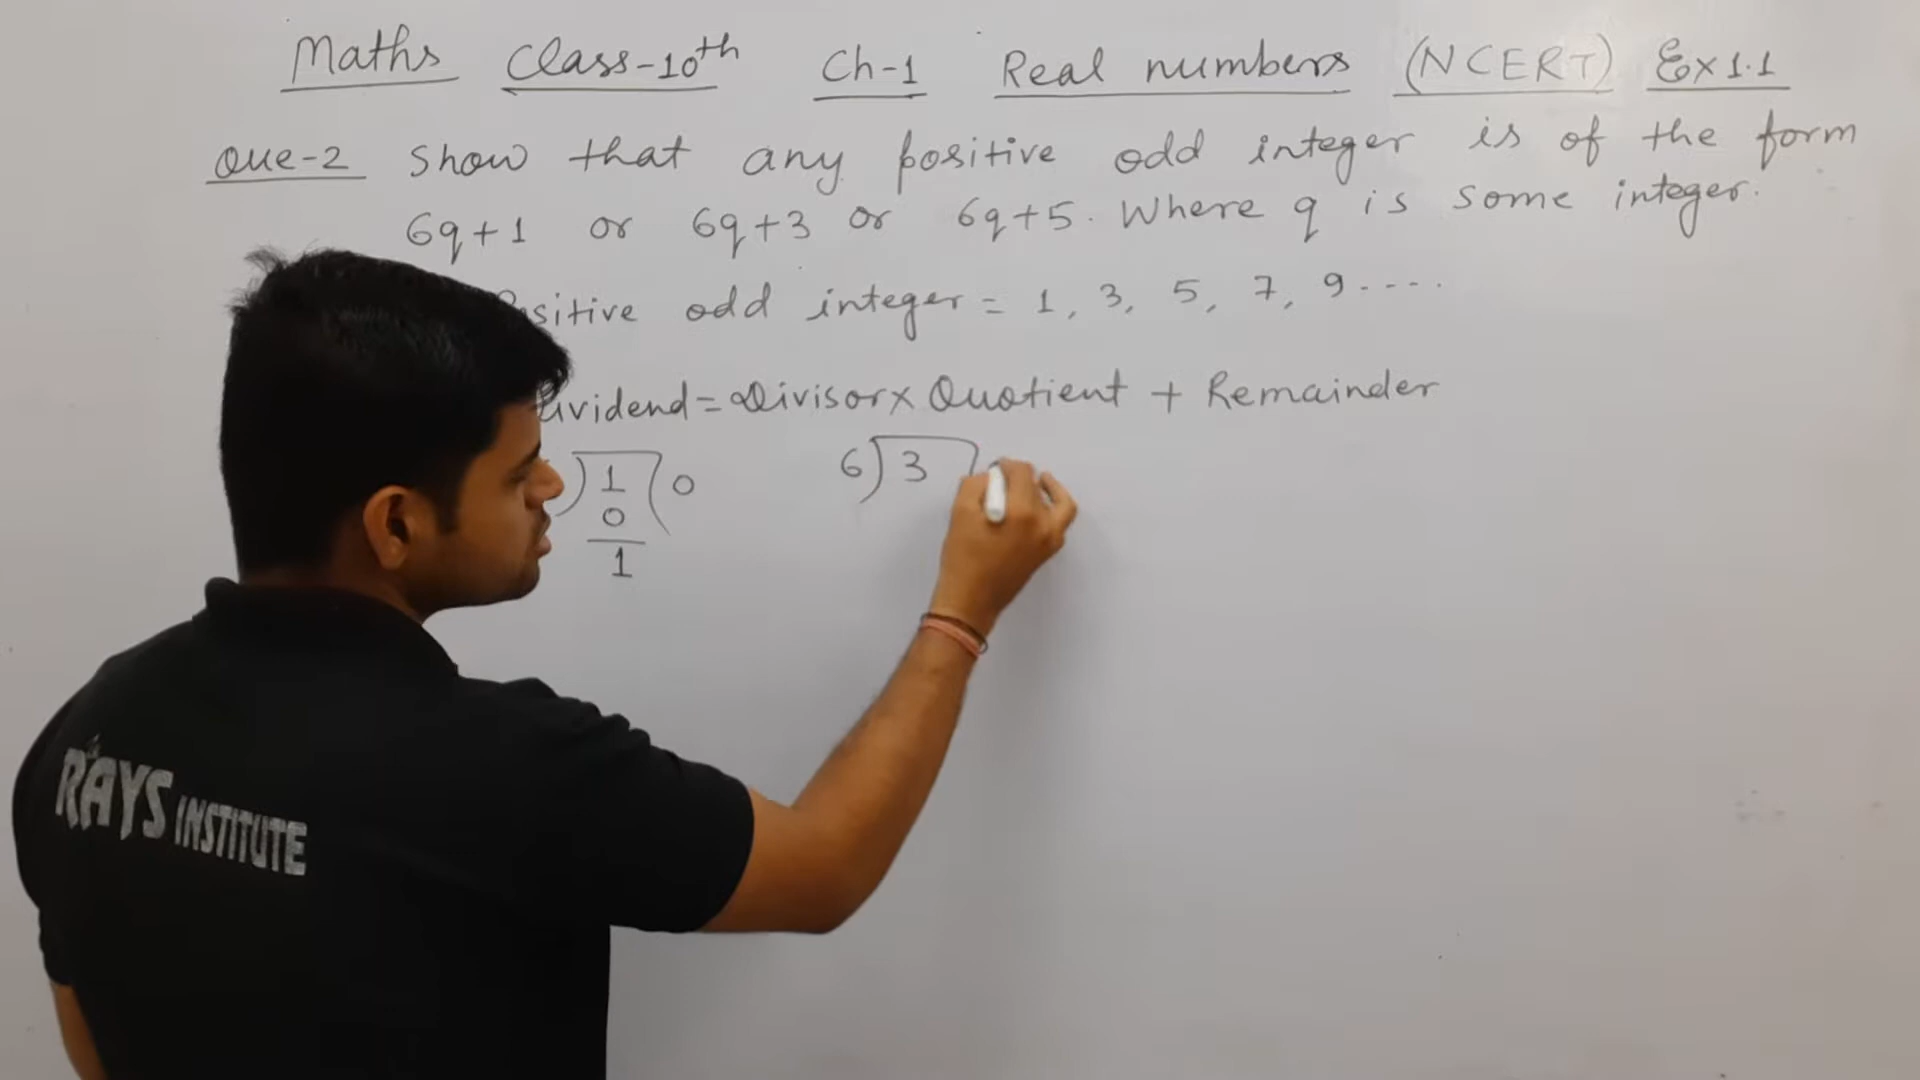 Maths Class-10th Ch-1 Real numbers (NCERT) Ex 1.1
Que-2 Show that any positive odd integer is of the form
6q+1 or 6q+3 or 6q+5. Where q is some integer.
sitive odd integer = 1, 3, 5, 7, 9....
ividend = Divisor x Quotient + Remainder
) 1 ( 0
0
1
6 ) 3
RAYS INSTITUTE